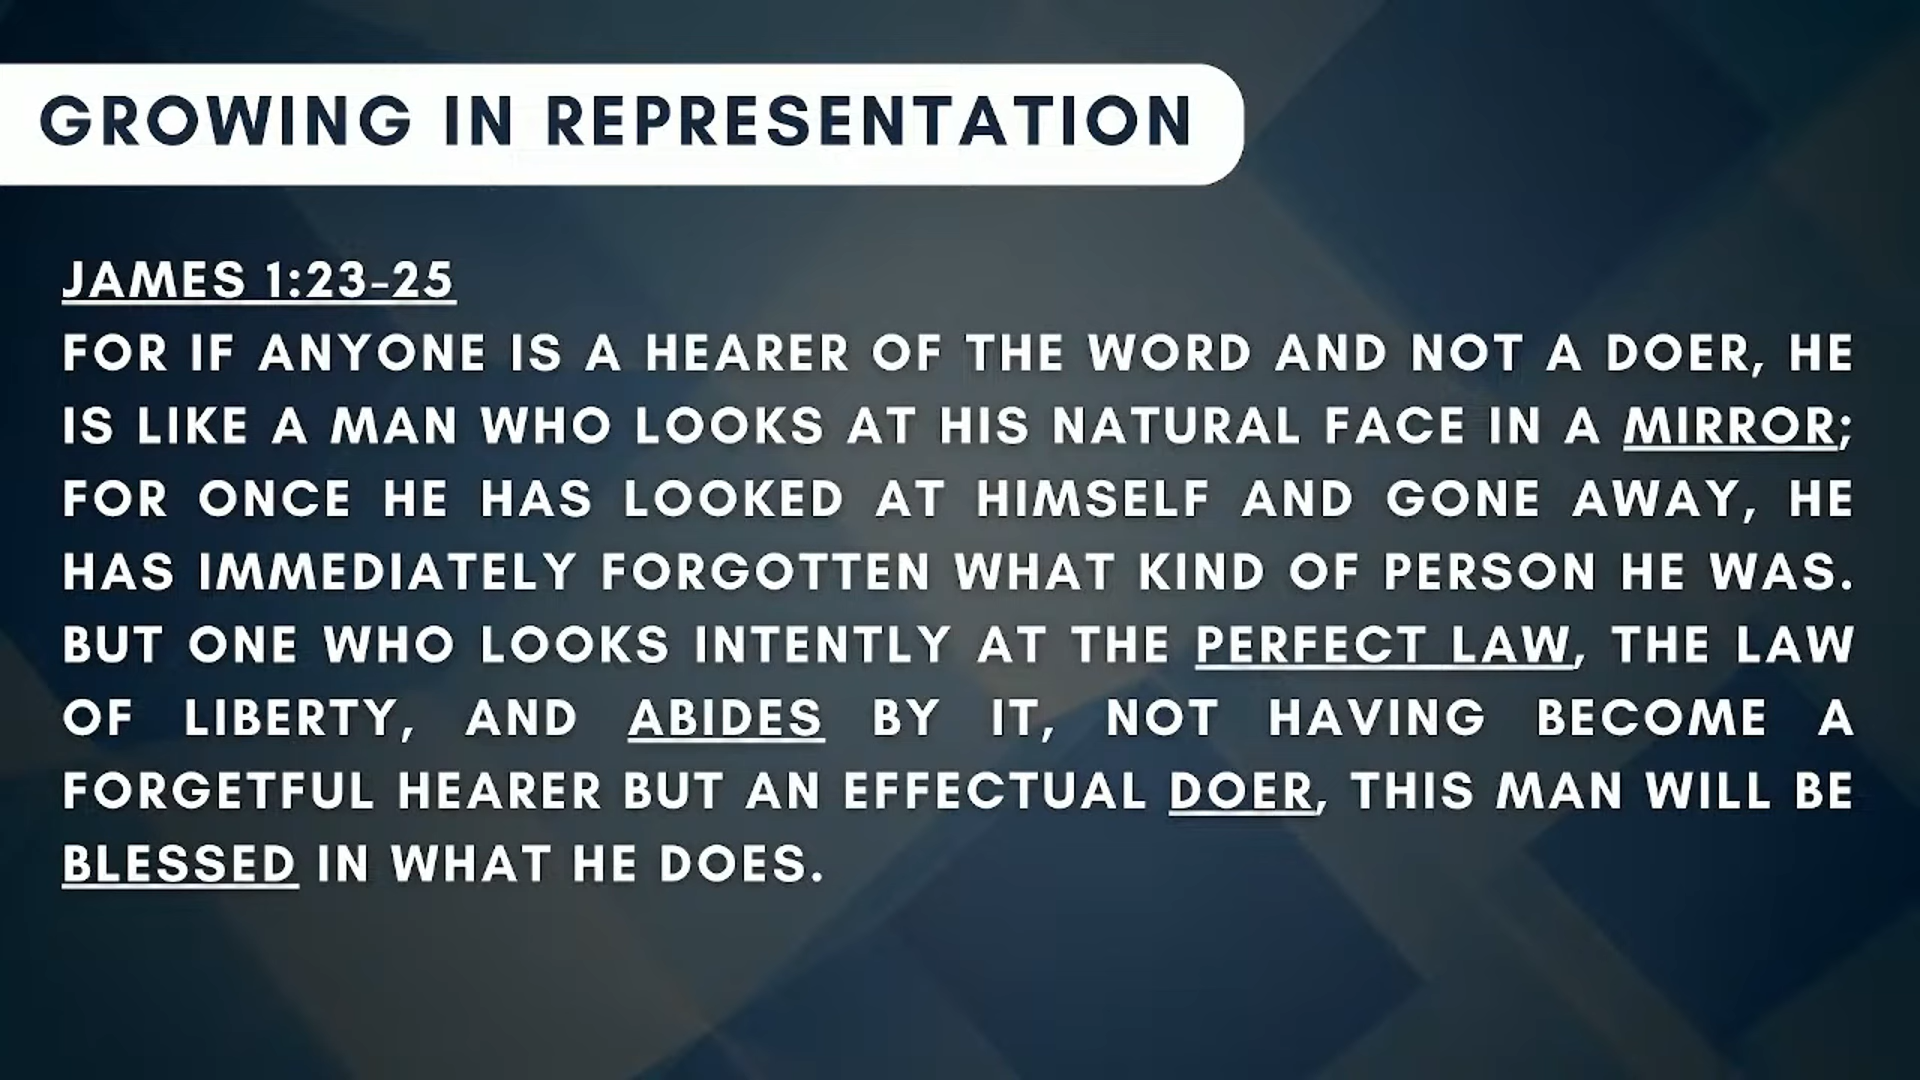 GROWING IN REPRESENTATION
JAMES 1:23-25
FOR IF ANYONE IS A HEARER OF THE WORD AND NOT A DOER, HE
IS LIKE A MAN WHO LOOKS AT HIS NATURAL FACE IN A MIRROR;
FOR ONCE HE HAS LOOKED AT HIMSELF AND GONE AWAY, HE
HAS IMMEDIATELY FORGOTTEN WHAT KIND OF PERSON HE WAS.
BUT ONE WHO LOOKS INTENTLY AT THE PERFECT LAW, THE LAW
OF LIBERTY, AND ABIDES BY IT, NOT HAVING BECOME A
FORGETFUL HEARER BUT AN EFFECTUAL DOER, THIS MAN WILL BE
BLESSED IN WHAT HE DOES.